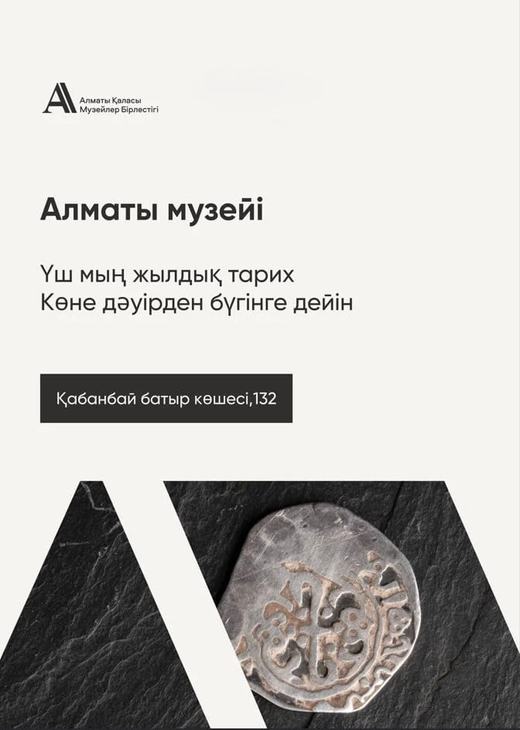 Алматы Қаласы
Музейлер Бірлестігі
Алматы музейі
Үш мың жылдық тарих
Көне дәуірден бүгінге дейін
Қабанбай батыр көшесі,132